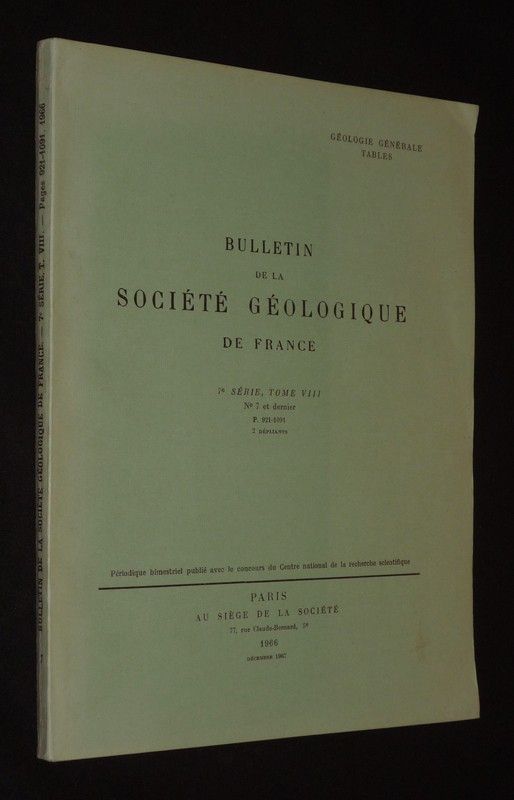 GÉOLOGIE GÉNÉRALE
TABLES
BULLETIN
DE LA
SOCIÉTÉ GÉOLOGIQUE
DE FRANCE
7e SÉRIE, TOME VIII
No 7 et dernier
P. 921-1091
2 DÉPLIANTS
Périodique bimestriel publié avec le concours du Centre national de la recherche scientifique
PARIS
AU SIÈGE DE LA SOCIÉTÉ
77, rue Claude-Bernard, 5e
1966
DÉCEMBRE 1967
7 BULLETIN DE LA SOCIÉTÉ GÉOLOGIQUE DE FRANCE. — 7e SÉRIE, T. VIII. — Pages 921-1091, 1966